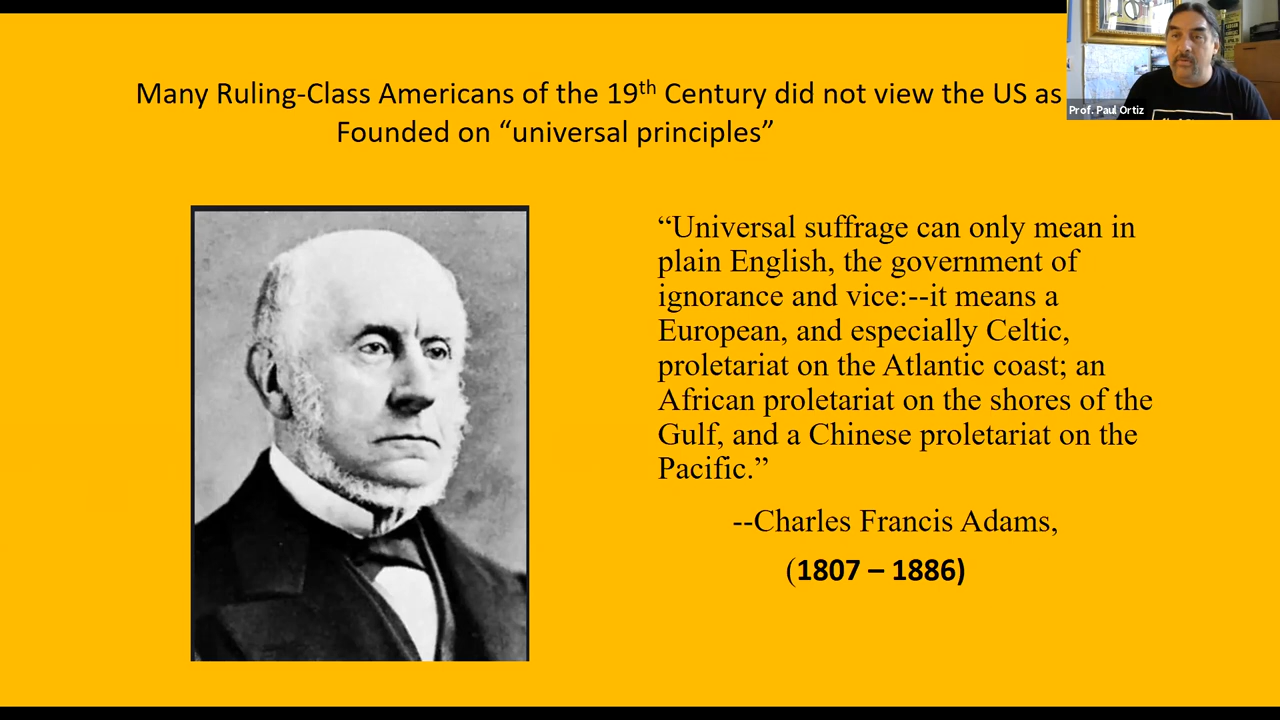 Many Ruling-Class Americans of the 19th Century did not view the US as
Founded on “universal principles”
Prof. Paul Ortiz
“Universal suffrage can only mean in
plain English, the government of
ignorance and vice:--it means a
European, and especially Celtic,
proletariat on the Atlantic coast; an
African proletariat on the shores of the
Gulf, and a Chinese proletariat on the
Pacific.”
--Charles Francis Adams,
(1807 – 1886)